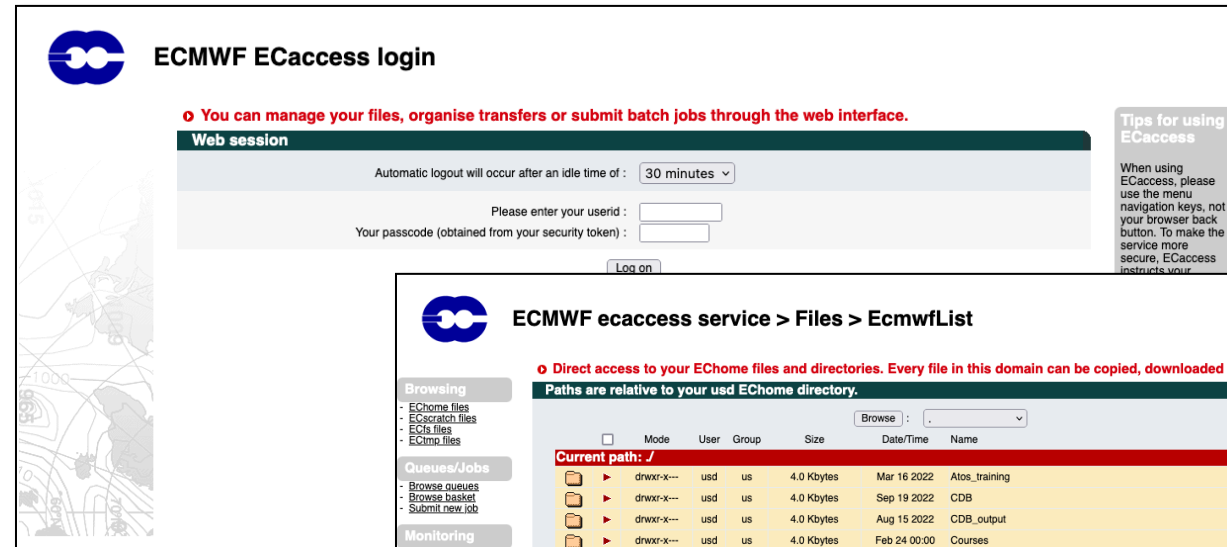 ECMWF ECaccess login
You can manage your files, organise transfers or submit batch jobs through the web interface.
Web session
Automatic logout will occur after an idle time of : 30 minutes
Please enter your userid :
Your passcode (obtained from your security token) :
Log on
Tips for using
ECaccess
When using
ECaccess, please
use the menu
navigation keys, not
your browser back
button. To make the
service more
secure, ECaccess
instructs your
1015
1009
1000
965
ECMWF ecaccess service > Files > EcmwfList
Direct access to your EChome files and directories. Every file in this domain can be copied, downloaded
Paths are relative to your usd EChome directory.
Browsing
- EChome files
- ECscratch files
- ECfs files
- ECtmp files
Queues/Jobs
- Browse queues
- Browse basket
- Submit new job
Monitoring
Browse : .
Mode User Group Size Date/Time Name
Current path: ./
drwxr-x--- usd us 4.0 Kbytes Mar 16 2022 Atos_training
drwxr-x--- usd us 4.0 Kbytes Sep 19 2022 CDB
drwxr-x--- usd us 4.0 Kbytes Aug 15 2022 CDB_output
drwxr-x--- usd us 4.0 Kbytes Feb 24 00:00 Courses